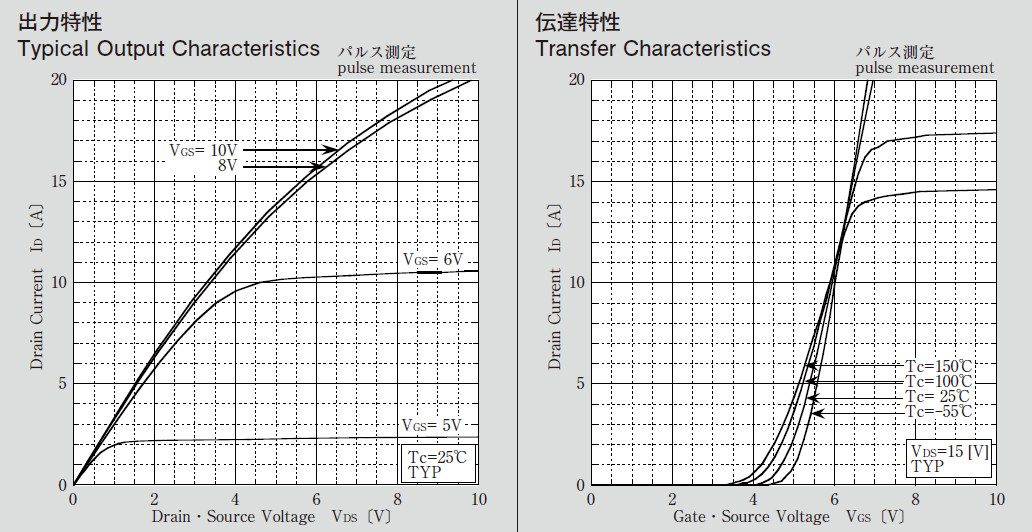 出力特性
Typical Output Characteristics
パルス測定
pulse measurement
20
15
10
5
0
Drain Current ID〔A〕
VGS= 10V
8V
VGS= 6V
VGS= 5V
Tc=25℃
TYP
0 2 4 6 8 10
Drain・Source Voltage VDS〔V〕
伝達特性
Transfer Characteristics
パルス測定
pulse measurement
20
15
10
5
0
Drain Current ID〔A〕
Tc=150℃
Tc=100℃
Tc= 25℃
Tc=-55℃
VDS=15 [V]
TYP
0 2 4 6 8 10
Gate・Source Voltage VGS〔V〕